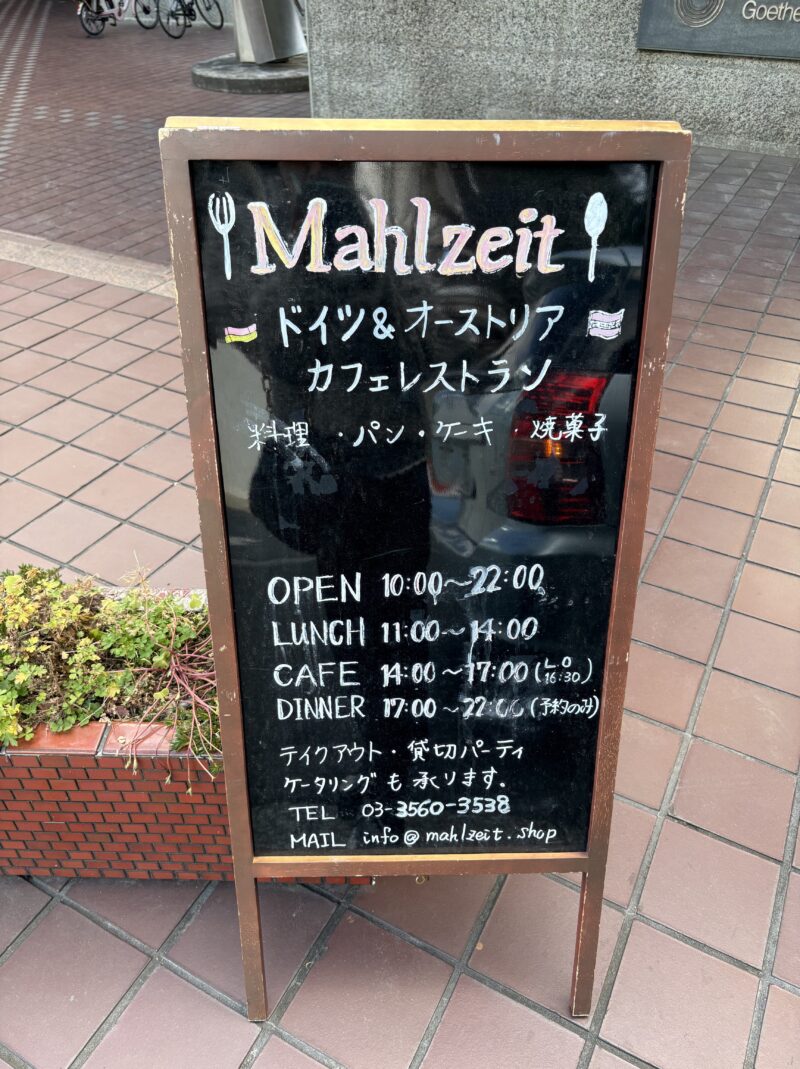 Goethe
Mahlzeit
ドイツ&オーストリア
カフェレストラン
料理・パン・ケーキ・焼菓子
OPEN 10:00~22:00
LUNCH 11:00~14:00
CAFE 14:00~17:00(L.O 16:30)
DINNER 17:00~22:00(予約のみ)
テイクアウト・貸切パーティ
ケータリングも承ります。
TEL 03-3560-3538
MAIL info@mahlzeit.shop